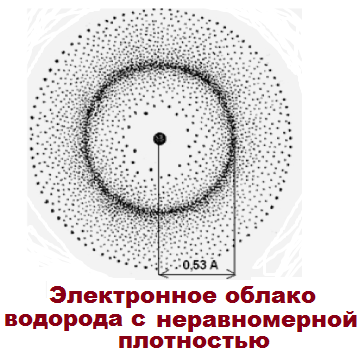 0,53 А
Электронное облако
водорода с неравномерной
плотностью